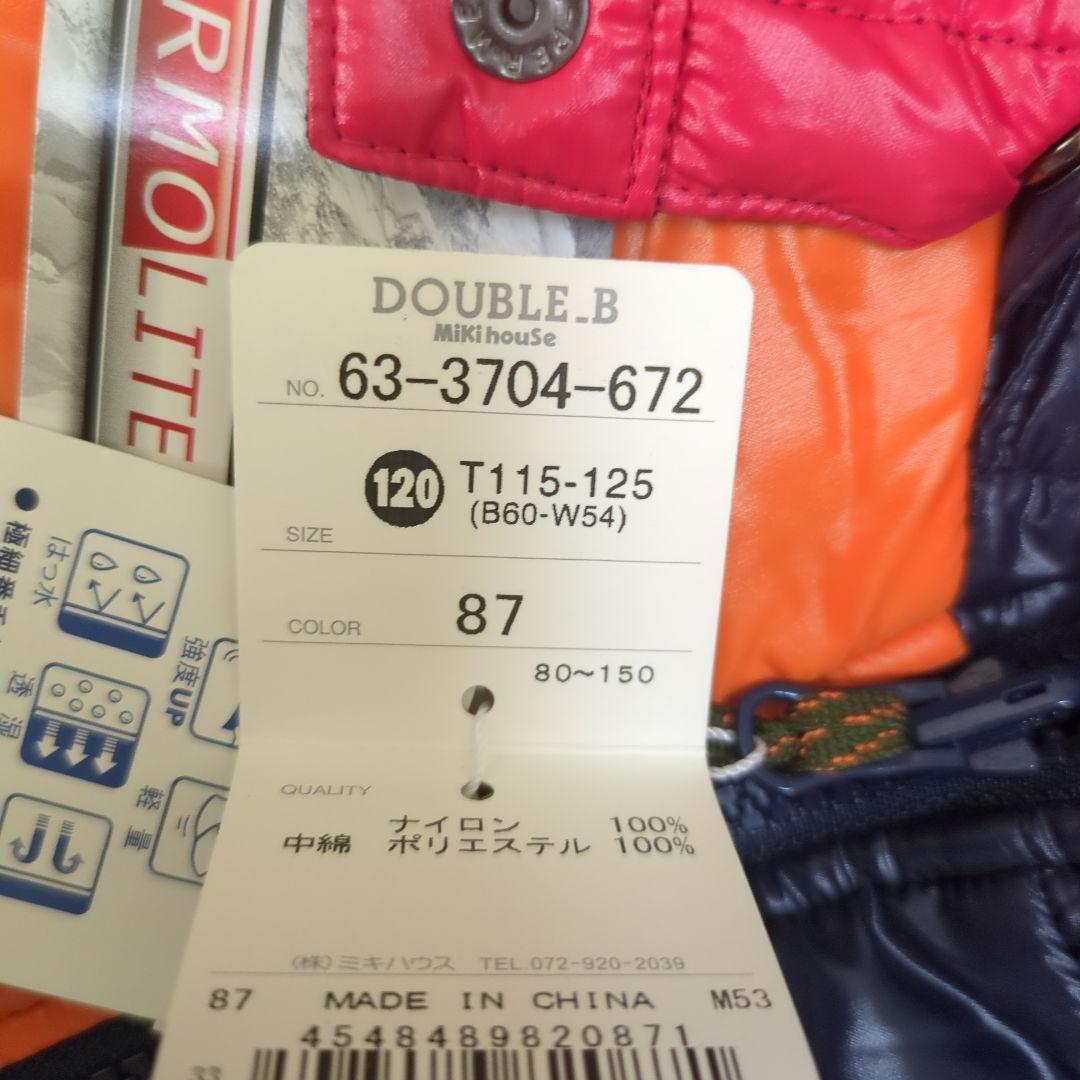 RMOLITE
PERME
DOUBLE_B
MiKi houSe
NO. 63-3704-672
SIZE 120 T115-125
(B60-W54)
COLOR 87
80~150
QUALITY
ナイロン 100%
中綿 ポリエステル 100%
(株)ミキハウス TEL.072-920-2039
87 MADE IN CHINA M53
4548489820871
33
はっ水
強度UP
透湿
軽量